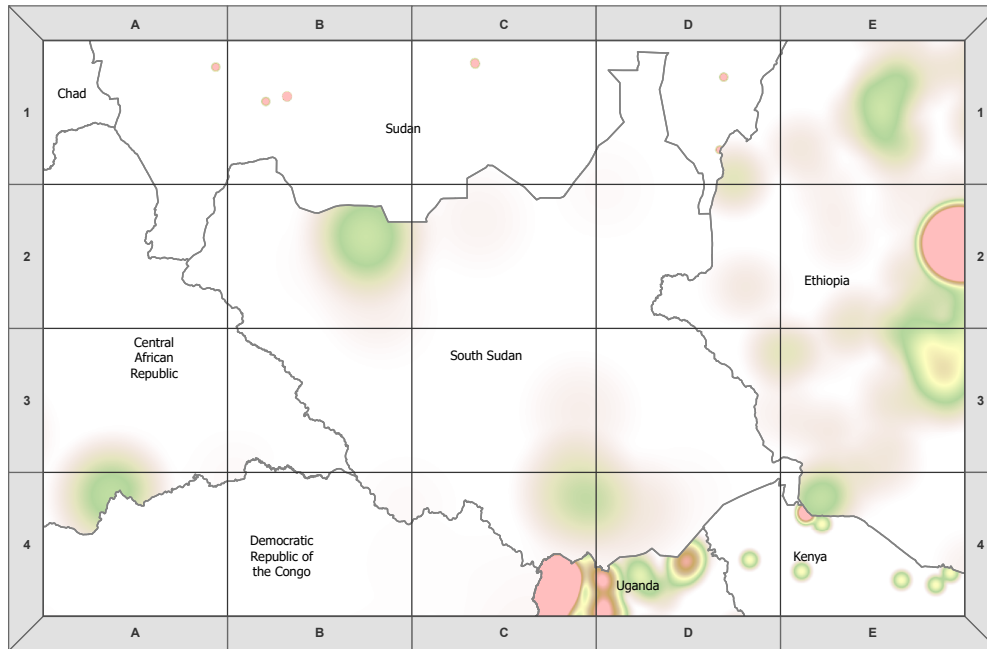 A B C D E
1 1
Chad
Sudan
2 2
Ethiopia
Central
African
Republic
South Sudan
3 3
Democratic
Republic of
the Congo
Uganda
Kenya
4 4
A B C D E